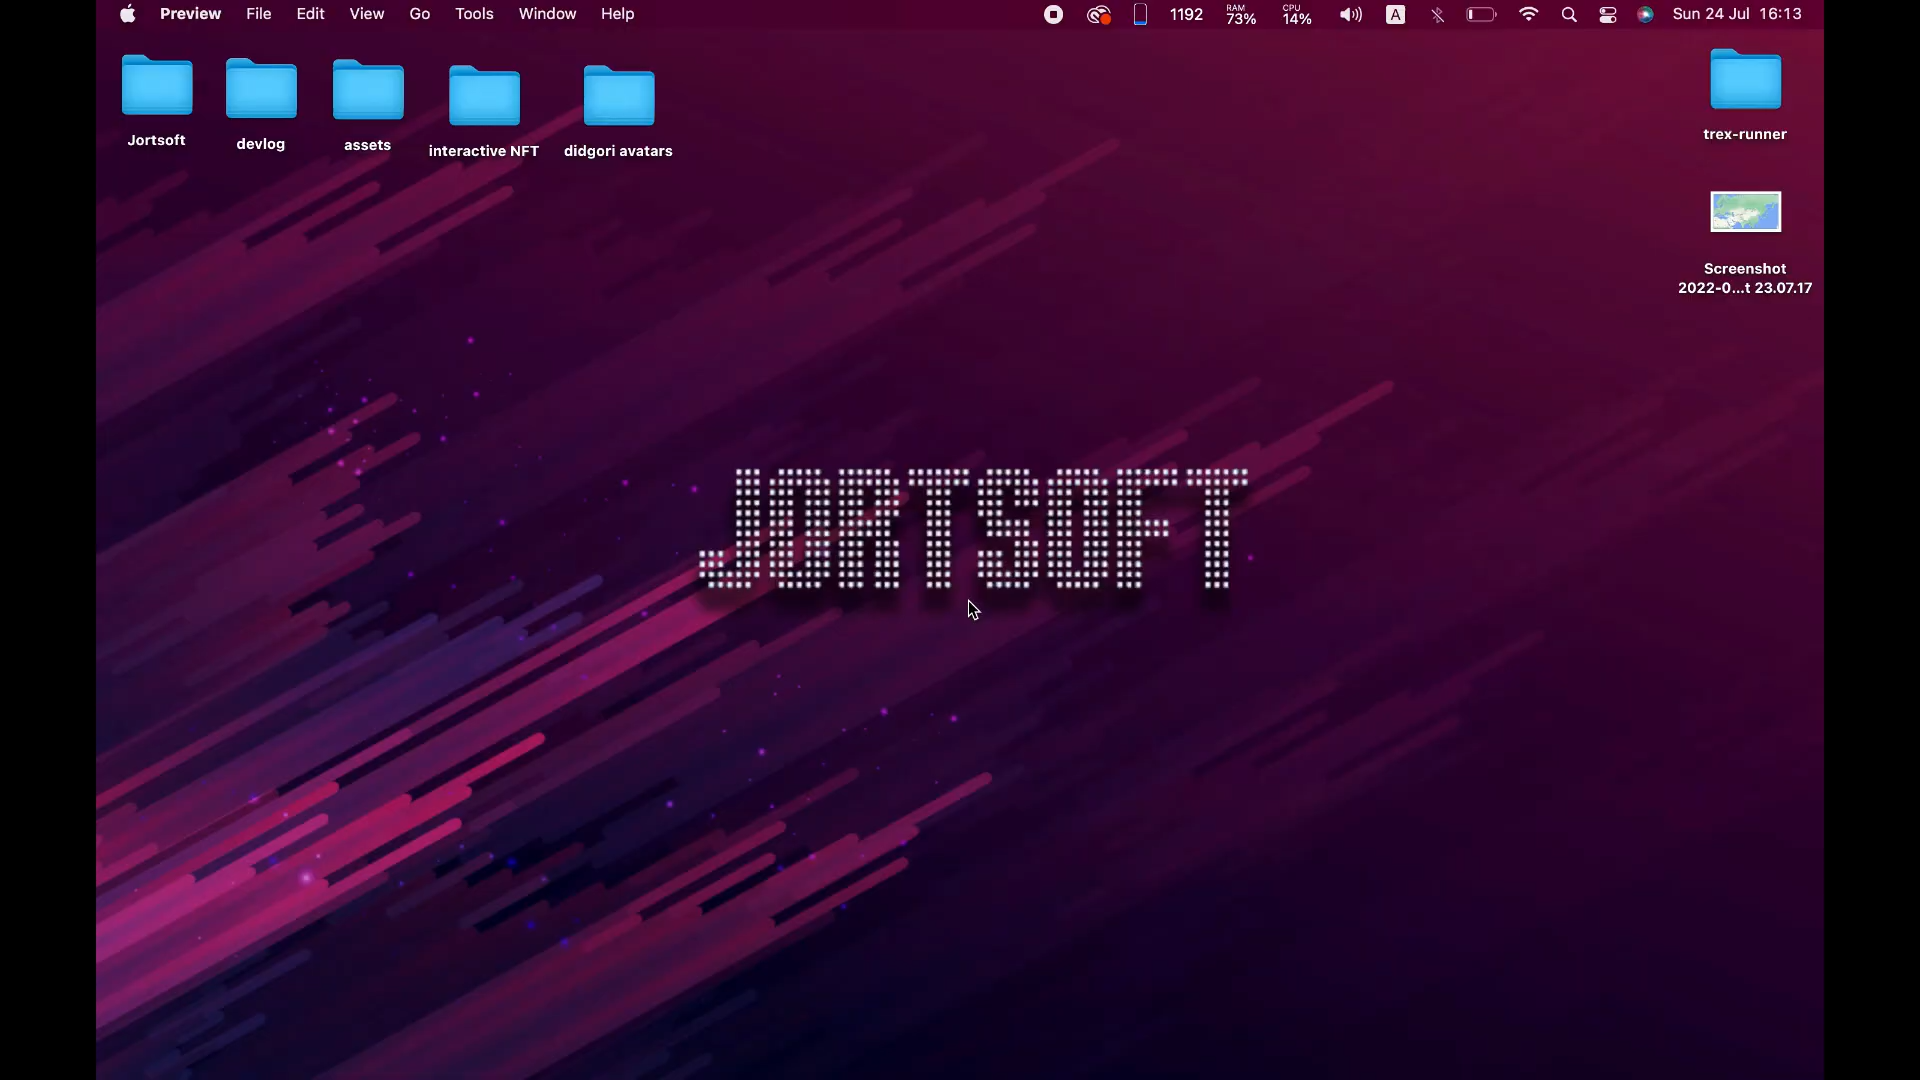 Preview File Edit View Go Tools Window Help 1192 RAM 73% CPU 14% A Sun 24 Jul 16:13
Jortsoft
devlog
assets
interactive NFT
didgori avatars
trex-runner
Screenshot
2022-0...t 23.07.17
JORTSOFT